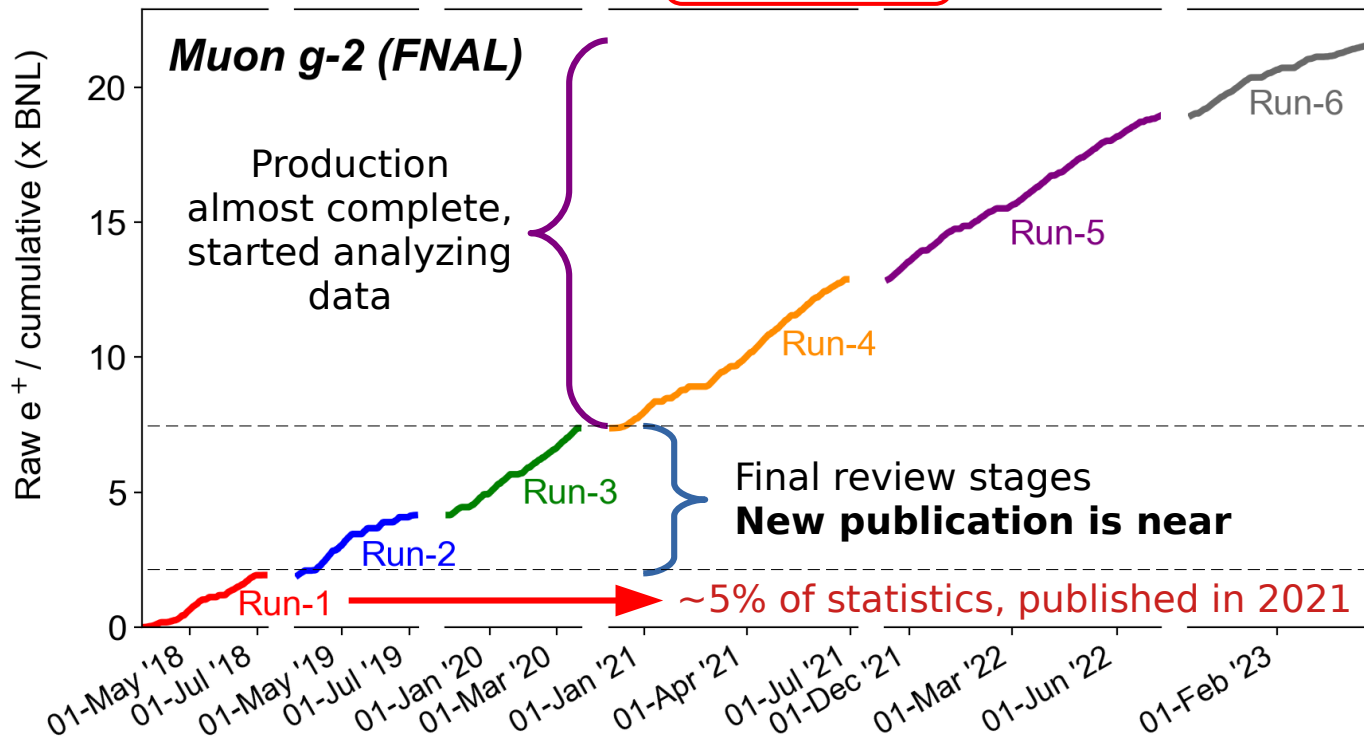 Muon g-2 (FNAL)
Raw e+ / cumulative (x BNL)
20
15
10
5
0
Production
almost complete,
started analyzing
data
Run-6
Run-5
Run-4
Run-3
Run-2
Run-1
Final review stages
New publication is near
~5% of statistics, published in 2021
01-May '18
01-Jul '18
01-May '19
01-Jul '19
01-Jan '20
01-Mar '20
01-Jan '21
01-Apr '21
01-Jul '21
01-Dec '21
01-Mar '22
01-Jun '22
01-Feb '23